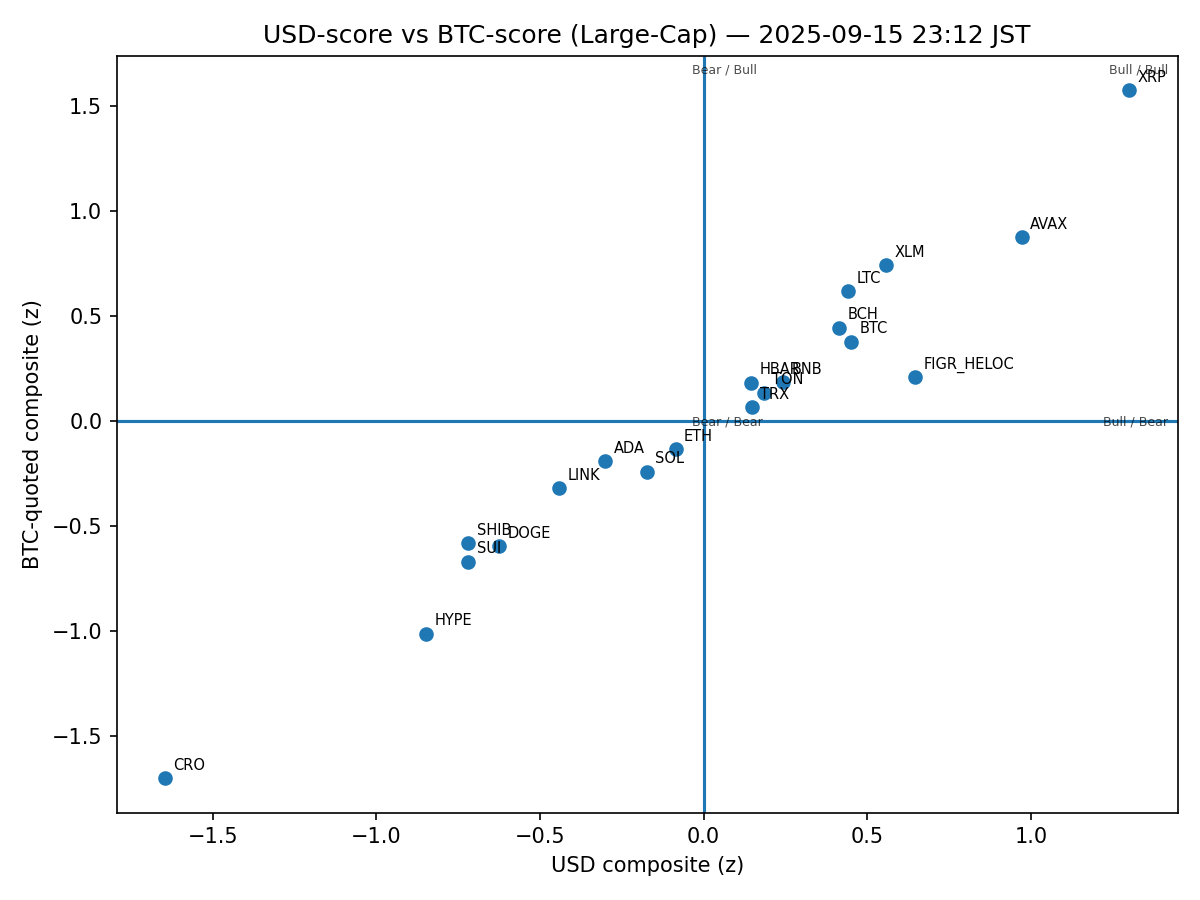 USD-score vs BTC-score (Large-Cap) — 2025-09-15 23:12 JST
Bear / Bull
Bull / Bull
XRP
1.5
AVAX
1.0
XLM
LTC
BCH
0.5
BTC
FIGR_HELOC
HBAR
BNB
TON
TRX
0.0
Bear / Bear
Bull / Bear
ETH
ADA
SOL
LINK
SHIB
DOGE
−0.5
SUI
HYPE
−1.0
−1.5
CRO
BTC-quoted composite (z)
−1.5
−1.0
−0.5
0.0
0.5
1.0
USD composite (z)